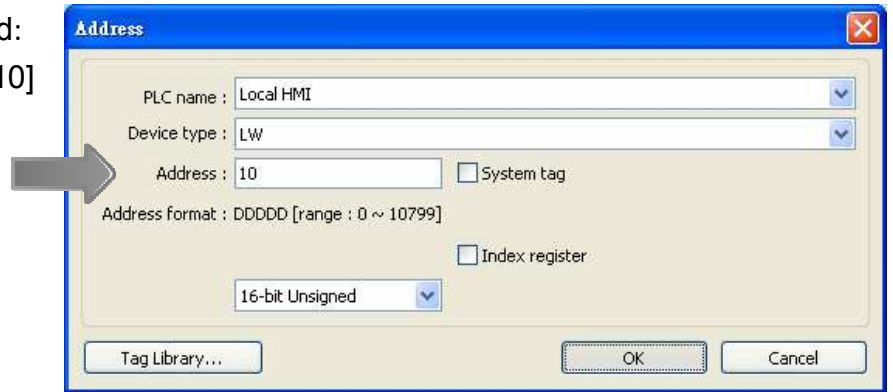 d:
10]
Address
PLC name : Local HMI
Device type : LW
Address : 10 System tag
Address format : DDDDD [range : 0 ~ 10799]
Index register
16-bit Unsigned
Tag Library... OK Cancel